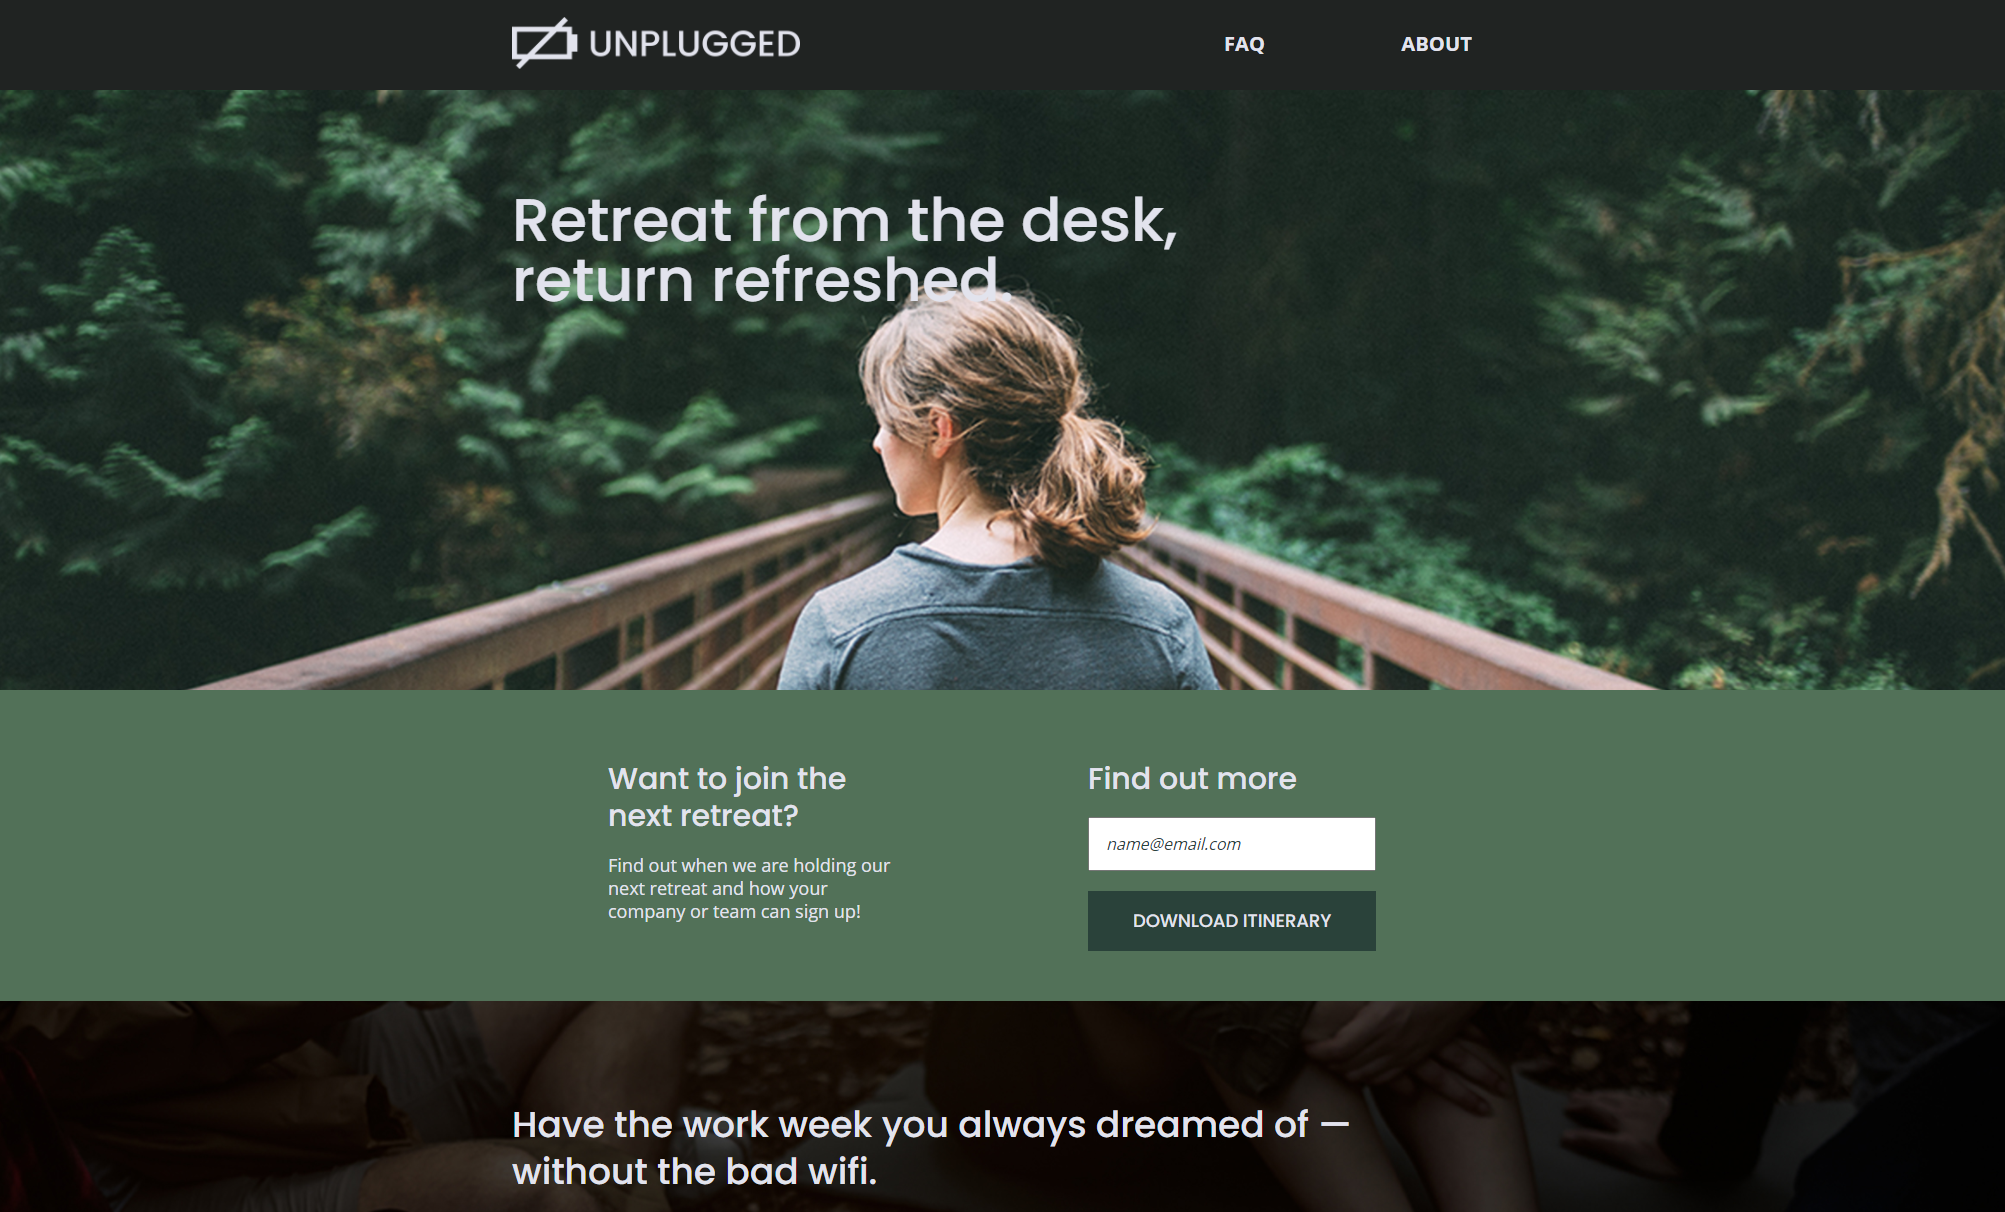 UNPLUGGED
FAQ
ABOUT
Retreat from the desk,
return refreshed.
Want to join the
next retreat?
Find out when we are holding our
next retreat and how your
company or team can sign up!
Find out more
name@email.com
DOWNLOAD ITINERARY
Have the work week you always dreamed of —
without the bad wifi.